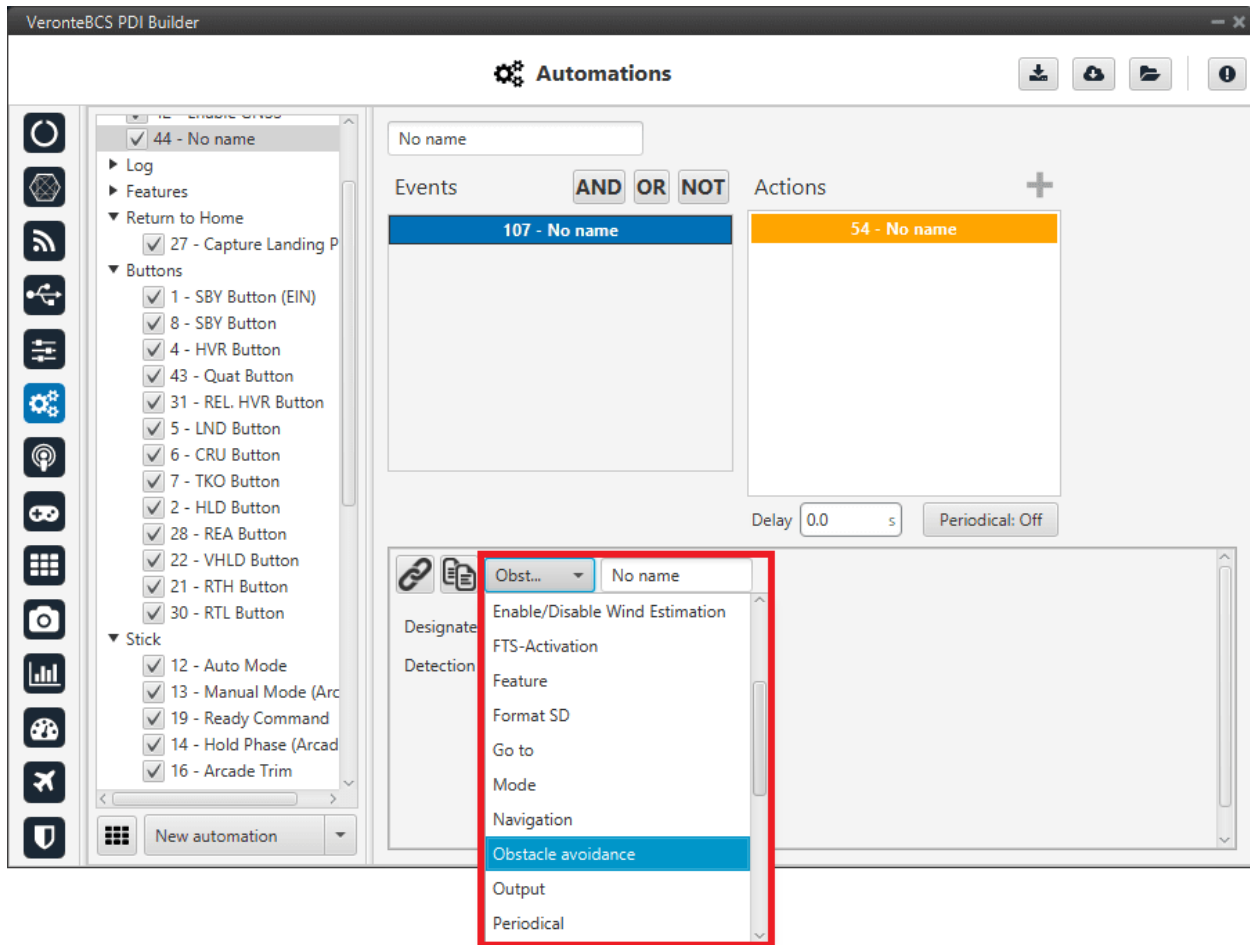 VeronteBCS PDI Builder
Automations
44 - No name
Log
Features
Return to Home
27 - Capture Landing P
Buttons
1 - SBY Button (EIN)
8 - SBY Button
4 - HVR Button
43 - Quat Button
31 - REL. HVR Button
5 - LND Button
6 - CRU Button
7 - TKO Button
2 - HLD Button
28 - REA Button
22 - VHLD Button
21 - RTH Button
30 - RTL Button
Stick
12 - Auto Mode
13 - Manual Mode (Arc
19 - Ready Command
14 - Hold Phase (Arcad
16 - Arcade Trim
New automation
No name
Events AND OR NOT
107 - No name
Actions
54 - No name
Delay 0.0 s Periodical: Off
Obst... No name
Designate
Detection
Enable/Disable Wind Estimation
FTS-Activation
Feature
Format SD
Go to
Mode
Navigation
Obstacle avoidance
Output
Periodical